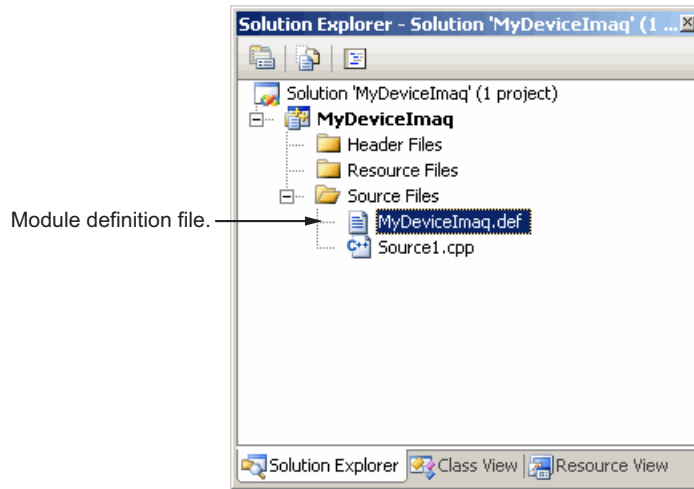 Solution Explorer - Solution 'MyDeviceImaq' (1 ...
Solution 'MyDeviceImaq' (1 project)
MyDeviceImaq
Header Files
Resource Files
Source Files
Module definition file.
MyDeviceImaq.def
C++ Source1.cpp
Solution Explorer Class View Resource View